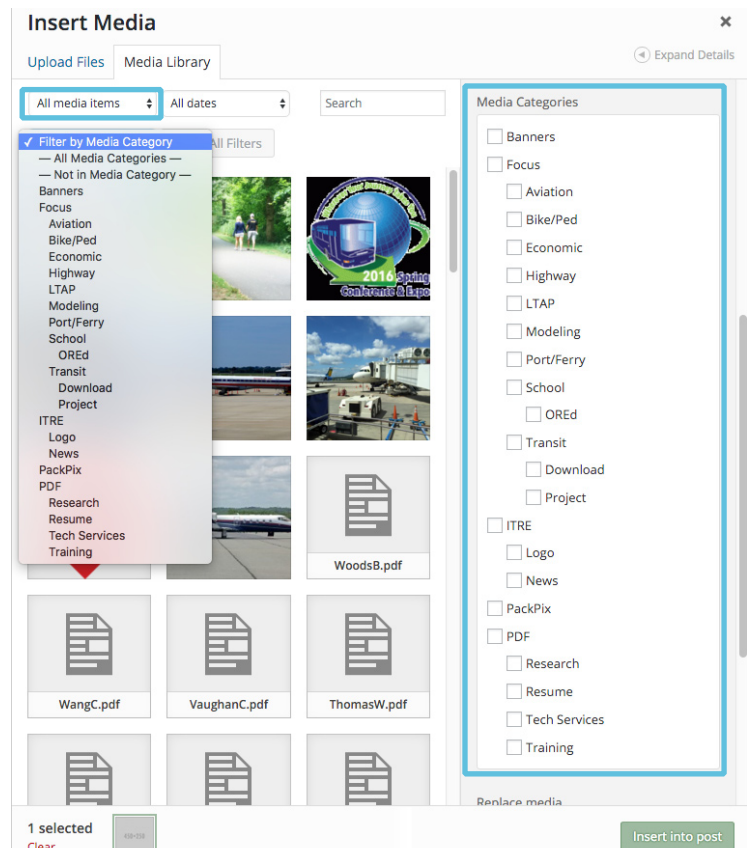 Insert Media
Upload Files
Media Library
Expand Details
All media items
All dates
Search
All Filters
✓ Filter by Media Category
— All Media Categories —
— Not in Media Category —
Banners
Focus
Aviation
Bike/Ped
Economic
Highway
LTAP
Modeling
Port/Ferry
School
OREd
Transit
Download
Project
ITRE
Logo
News
PackPix
PDF
Research
Resume
Tech Services
Training
2016 Spring
Conference & Expo
WoodsB.pdf
WangC.pdf
VaughanC.pdf
ThomasW.pdf
Media Categories
Banners
Focus
Aviation
Bike/Ped
Economic
Highway
LTAP
Modeling
Port/Ferry
School
OREd
Transit
Download
Project
ITRE
Logo
News
PackPix
PDF
Research
Resume
Tech Services
Training
Replace media
1 selected
Clear
Insert into post